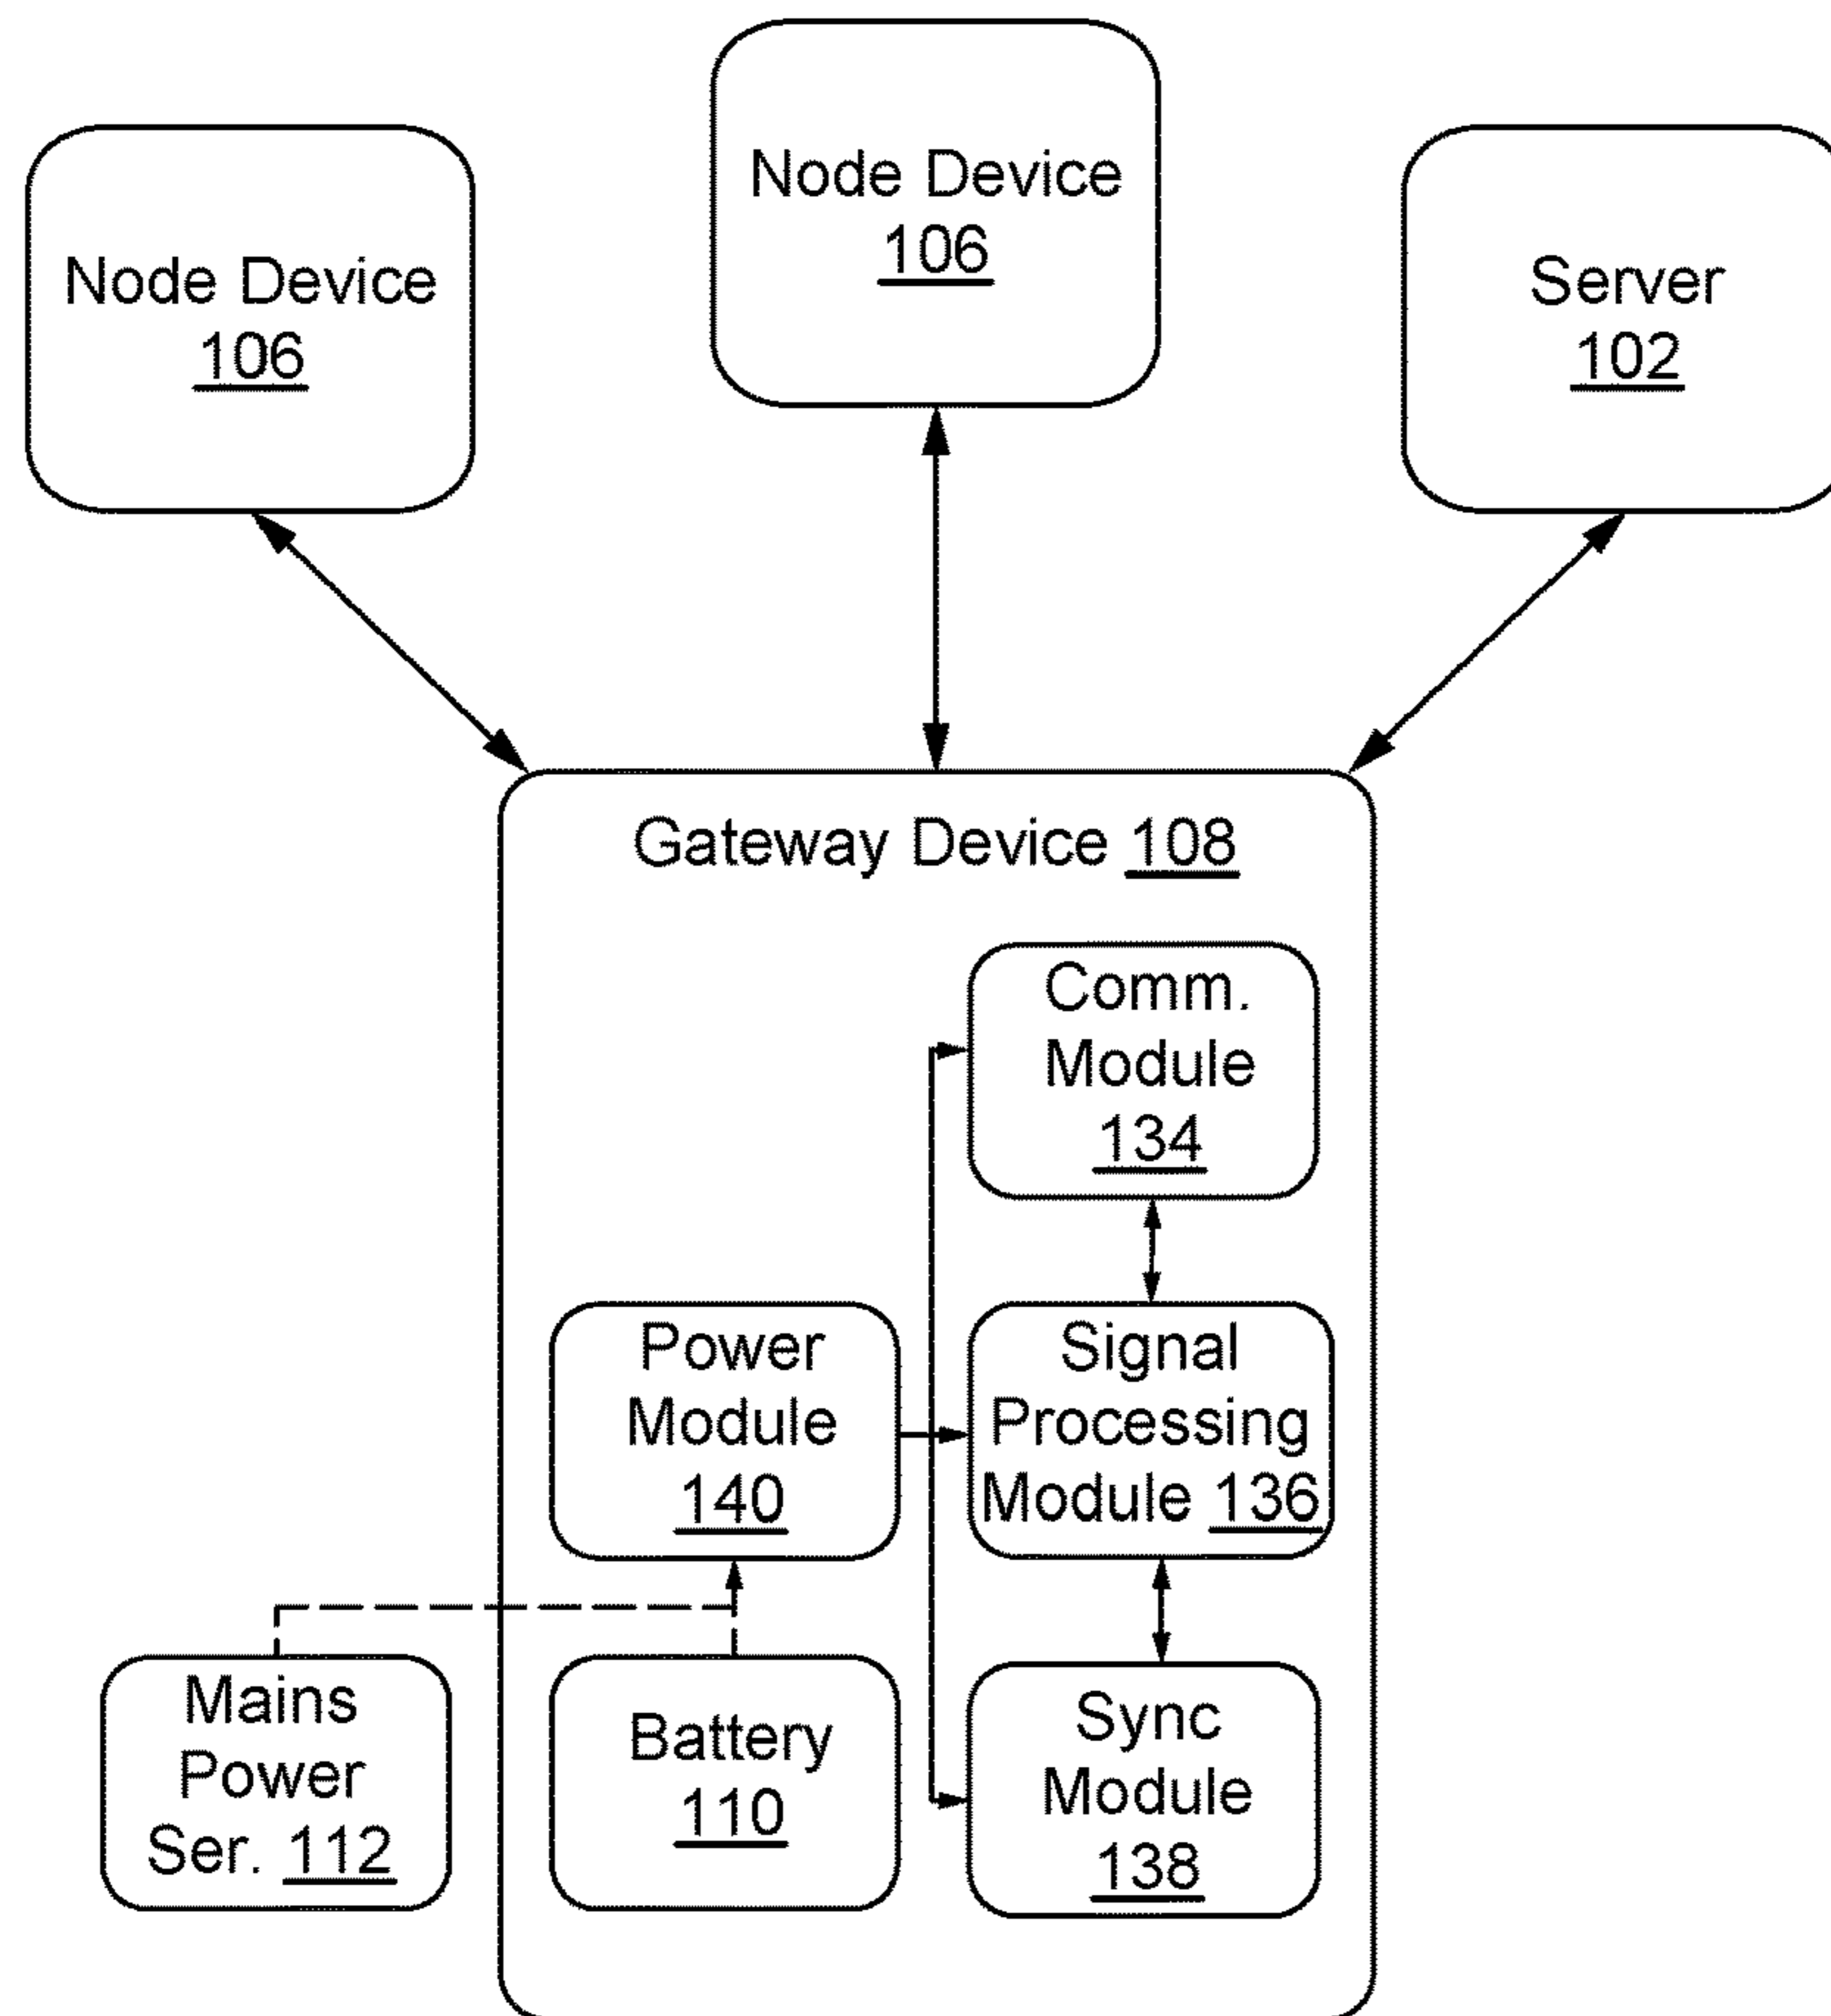 Node Device
106
Node Device
106
Server
102
Gateway Device 108
Comm.
Module
134
Power
Module
140
Signal
Processing
Module 136
Mains
Power
Ser. 112
Battery
110
Sync
Module
138